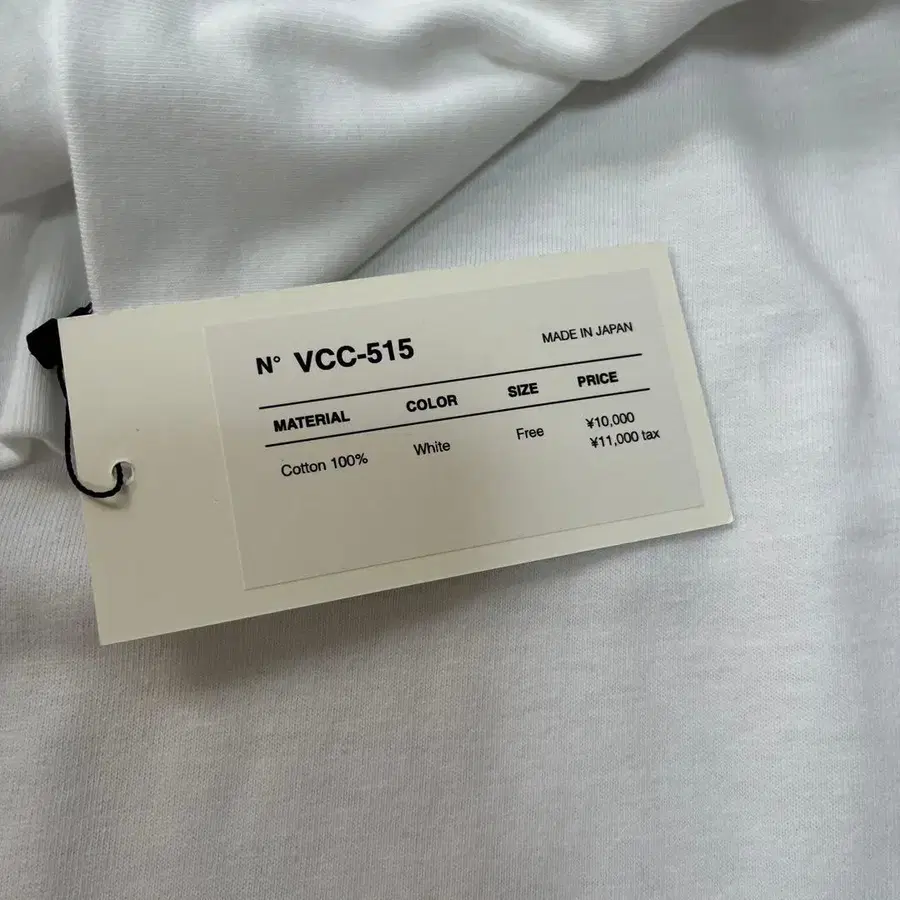 N° VCC-515
MADE IN JAPAN
MATERIAL COLOR SIZE PRICE
Cotton 100% White Free ¥10,000
¥11,000 tax